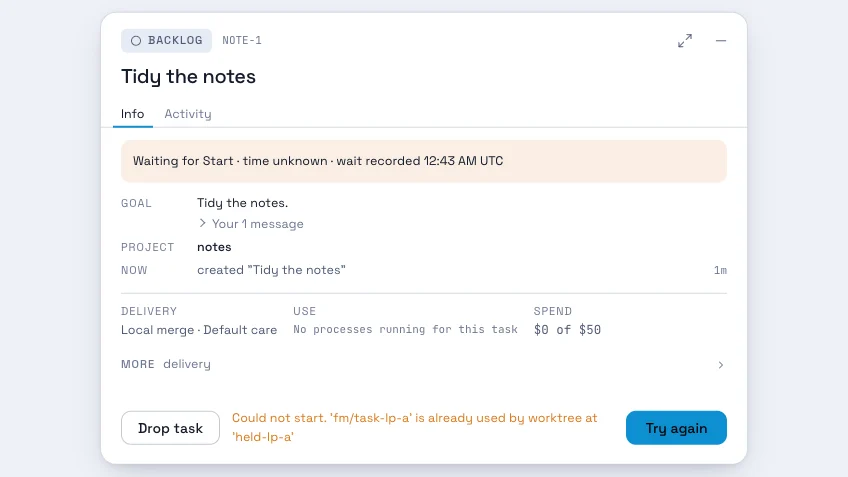 BACKLOG NOTE-1
Tidy the notes
Info Activity
Waiting for Start · time unknown · wait recorded 12:43 AM UTC
GOAL Tidy the notes.
Your 1 message
PROJECT notes
NOW created "Tidy the notes" 1m
DELIVERY USE SPEND
Local merge · Default care No processes running for this task $0 of $50
MORE delivery
Drop task Could not start. 'fm/task-lp-a' is already used by worktree at
'held-lp-a'
Try again